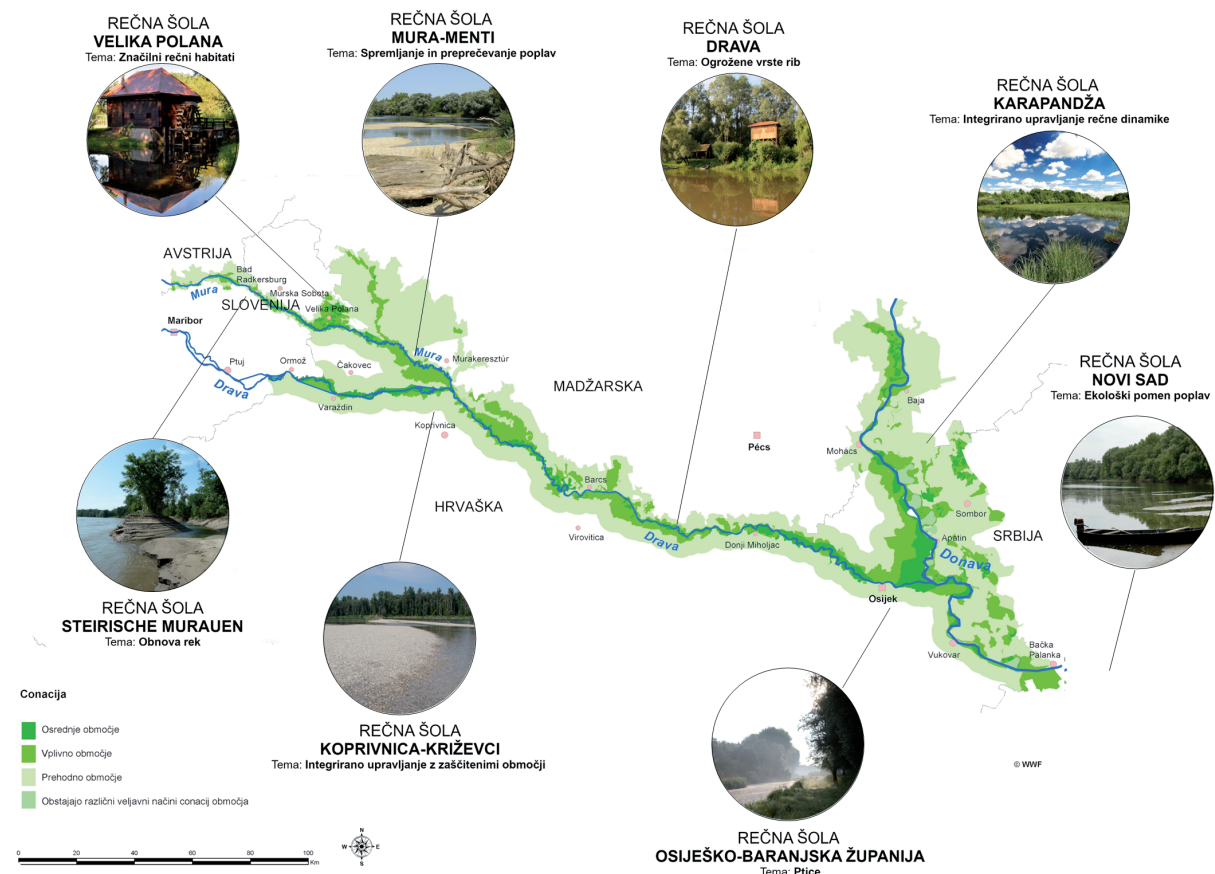 REČNA ŠOLA
VELIKA POLANA
Tema: Značilni rečni habitati
REČNA ŠOLA
MURA-MENTI
Tema: Spremljanje in preprečevanje poplav
REČNA ŠOLA
DRAVA
Tema: Ogrožene vrste rib
REČNA ŠOLA
KARAPANDŽA
Tema: Integrirano upravljanje rečne dinamike
AVSTRIJA
Bad
Radkersburg
Mura
Murska Sobota
SLOVENIJA
Velika Polana
Maribor
Ptuj
Ormož
Čakovec
Mura
Murakeresztúr
Drava
Varaždin
Koprivnica
MADŽARSKA
Baja
REČNA ŠOLA
NOVI SAD
Tema: Ekološki pomen poplav
Pécs
Mohács
Barcs
HRVAŠKA
Virovitica
Drava
Donji Miholjac
Sombor
Apatin
SRBIJA
Donava
Osijek
Vukovar
Bačka
Palanka
REČNA ŠOLA
STEIRISCHE MURAUEN
Tema: Obnova rek
REČNA ŠOLA
KOPRIVNICA-KRIŽEVCI
Tema: Integrirano upravljanje z zaščitenimi območji
Conacija
Osrednje območje
Vplivno območje
Prehodno območje
Obstajajo različni veljavni načini conacij območja
© WWF
0 20 40 60 80 100
Km
N
W E
S
REČNA ŠOLA
OSIJEŠKO-BARANJSKA ŽUPANIJA
Tema: Ptice